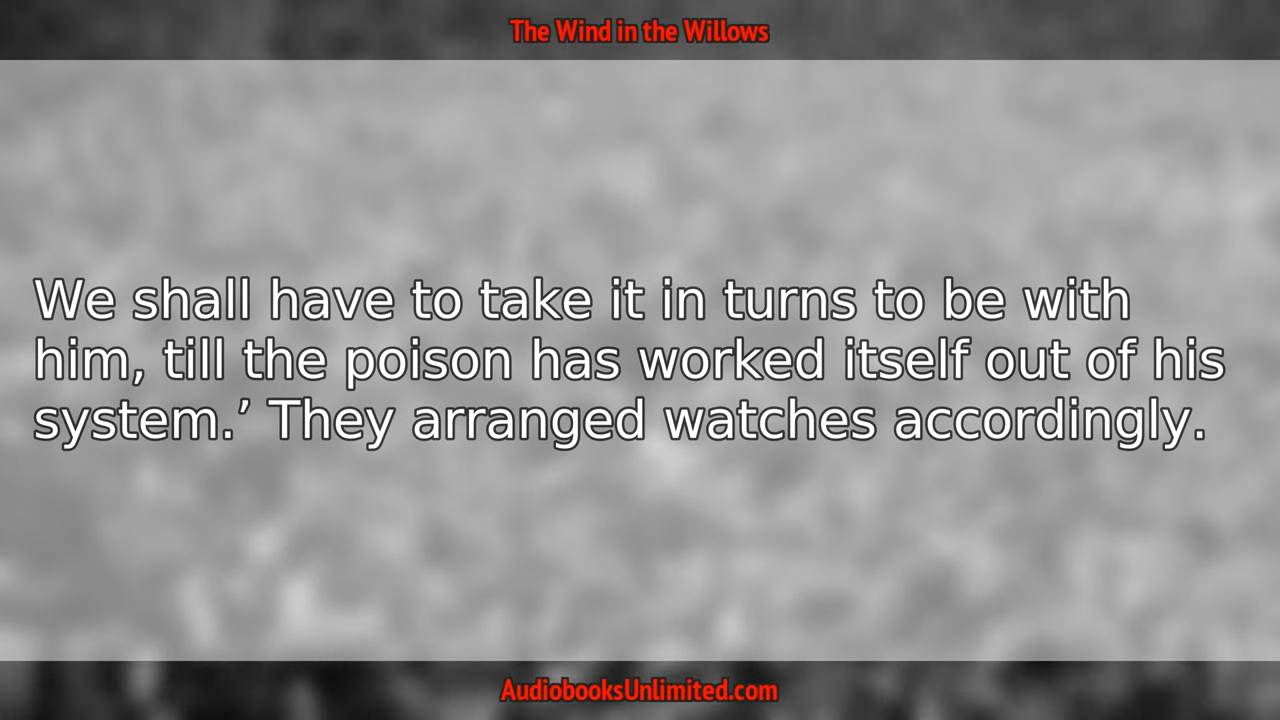 The Wind in the Willows
We shall have to take it in turns to be with
him, till the poison has worked itself out of his
system.’ They arranged watches accordingly.
AudiobooksUnlimited.com